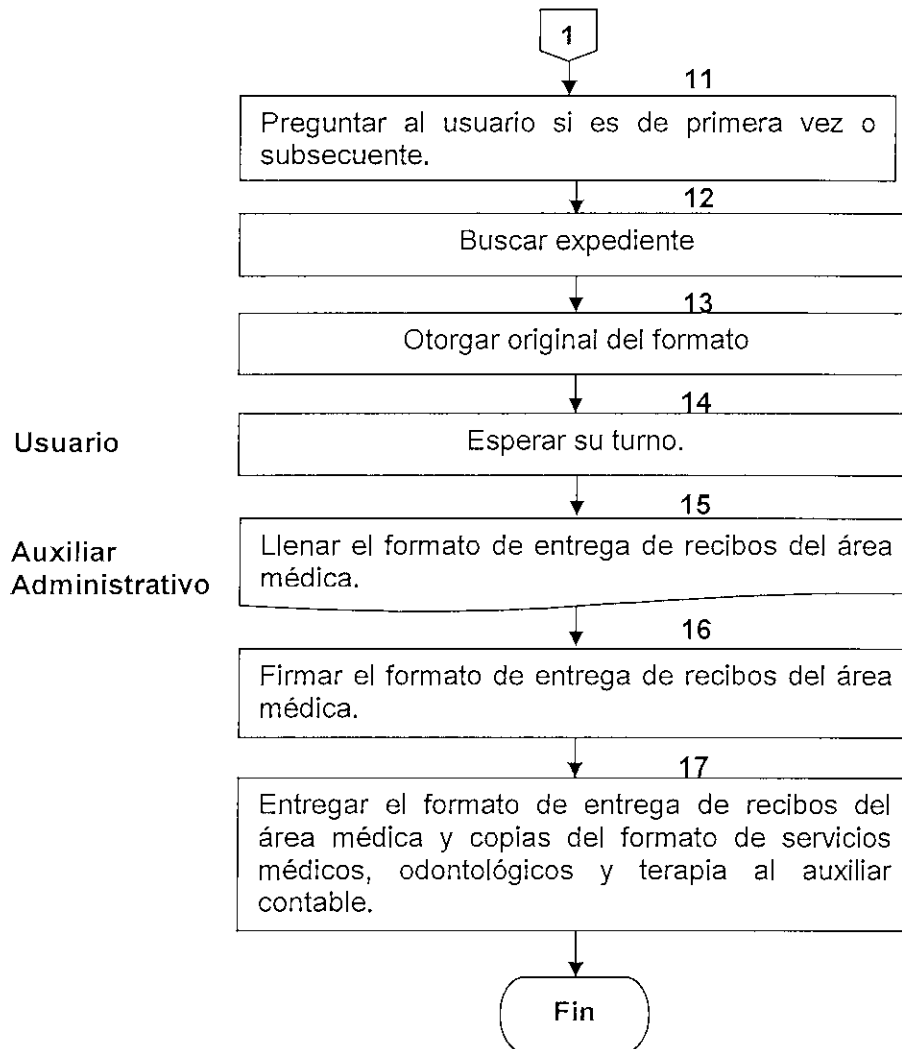 1
11
Preguntar al usuario si es de primera vez o
subsecuente.
12
Buscar expediente
13
Otorgar original del formato
14
Usuario
Esperar su turno.
15
Auxiliar
Administrativo
Llenar el formato de entrega de recibos del área
médica.
16
Firmar el formato de entrega de recibos del área
médica.
17
Entregar el formato de entrega de recibos del
área médica y copias del formato de servicios
médicos, odontológicos y terapia al auxiliar
contable.
Fin